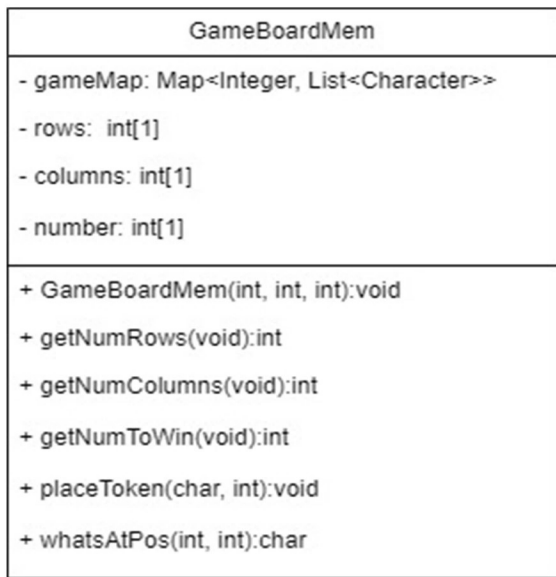 GameBoardMem
- gameMap: Map<Integer, List<Character>>
- rows: int[1]
- columns: int[1]
- number: int[1]
+ GameBoardMem(int, int, int):void
+ getNumRows(void):int
+ getNumColumns(void):int
+ getNumToWin(void):int
+ placeToken(char, int):void
+ whatsAtPos(int, int):char